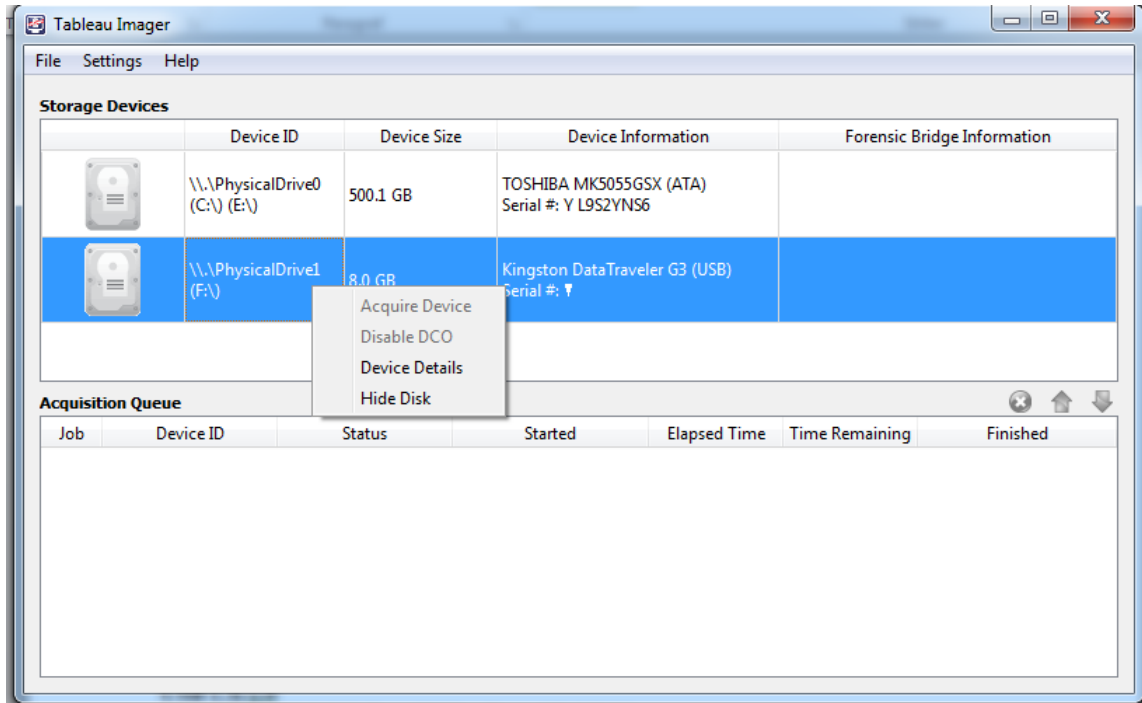 Tableau Imager
File Settings Help
Storage Devices
Device ID Device Size Device Information Forensic Bridge Information
\\.\PhysicalDrive0
(C:\) (E:\)
500.1 GB
TOSHIBA MK5055GSX (ATA)
Serial #: Y L9S2YNS6
\\.\PhysicalDrive1
(F:\)
8.0 GB
Kingston DataTraveler G3 (USB)
Serial #:
Acquire Device
Disable DCO
Device Details
Hide Disk
Acquisition Queue
Job Device ID Status Started Elapsed Time Time Remaining Finished